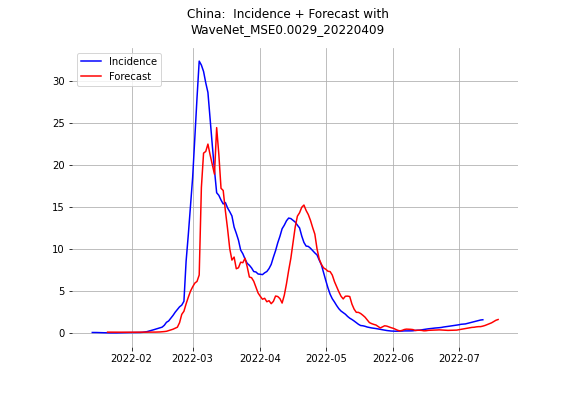 China:  Incidence + Forecast with
WaveNet_MSE0.0029_20220409
Incidence
Forecast
30
25
20
15
10
5
0
2022-02 2022-03 2022-04 2022-05 2022-06 2022-07